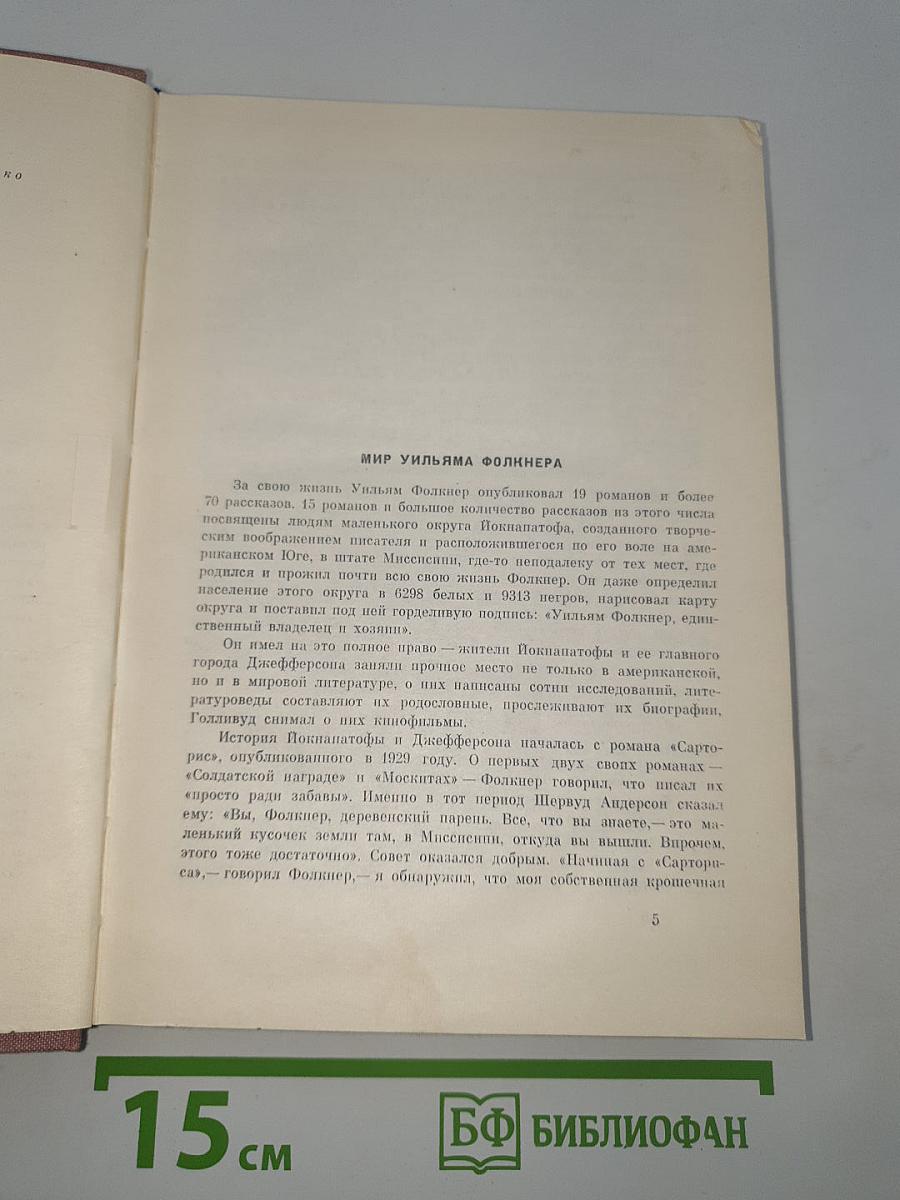 ко
МИР УИЛЬЯМА ФОЛКНЕРА
За свою жизнь Уильям Фолкнер опубликовал 19 романов и более
70 рассказов. 15 романов и большое количество рассказов из этого числа
посвящены людям маленького округа Йокнапатофа, созданного творче-
ским воображением писателя и расположившегося по его воле на аме-
риканском Юге, в штате Миссисипи, где-то неподалеку от тех мест, где
родился и прожил почти всю свою жизнь Фолкнер. Он даже определил
население этого округа в 6298 белых и 9313 негров, нарисовал карту
округа и поставил под ней горделивую подпись: «Уильям Фолкнер, един-
ственный владелец и хозяин».
Он имел на это полное право — жители Йокнапатофы и ее главного
города Джефферсона заняли прочное место не только в американской,
но и в мировой литературе, о них написаны сотни исследований, лите-
ратуроведы составляют их родословные, прослеживают их биографии,
Голливуд снимал о них кинофильмы.
История Йокнапатофы и Джефферсона началась с романа «Сарто-
рис», опубликованного в 1929 году. О первых двух своих романах —
«Солдатской награде» и «Москитах» — Фолкнер говорил, что писал их
«просто ради забавы». Именно в тот период Шервуд Андерсон сказал
ему: «Вы, Фолкнер, деревенский парень. Все, что вы знаете,— это ма-
ленький кусочек земли там, в Миссисипи, откуда вы вышли. Впрочем,
этого тоже достаточно». Совет оказался добрым. «Начиная с «Сартори-
са»,— говорил Фолкнер,— я обнаружил, что моя собственная крошечная
5
15 см
БФ БИБЛИОФАН